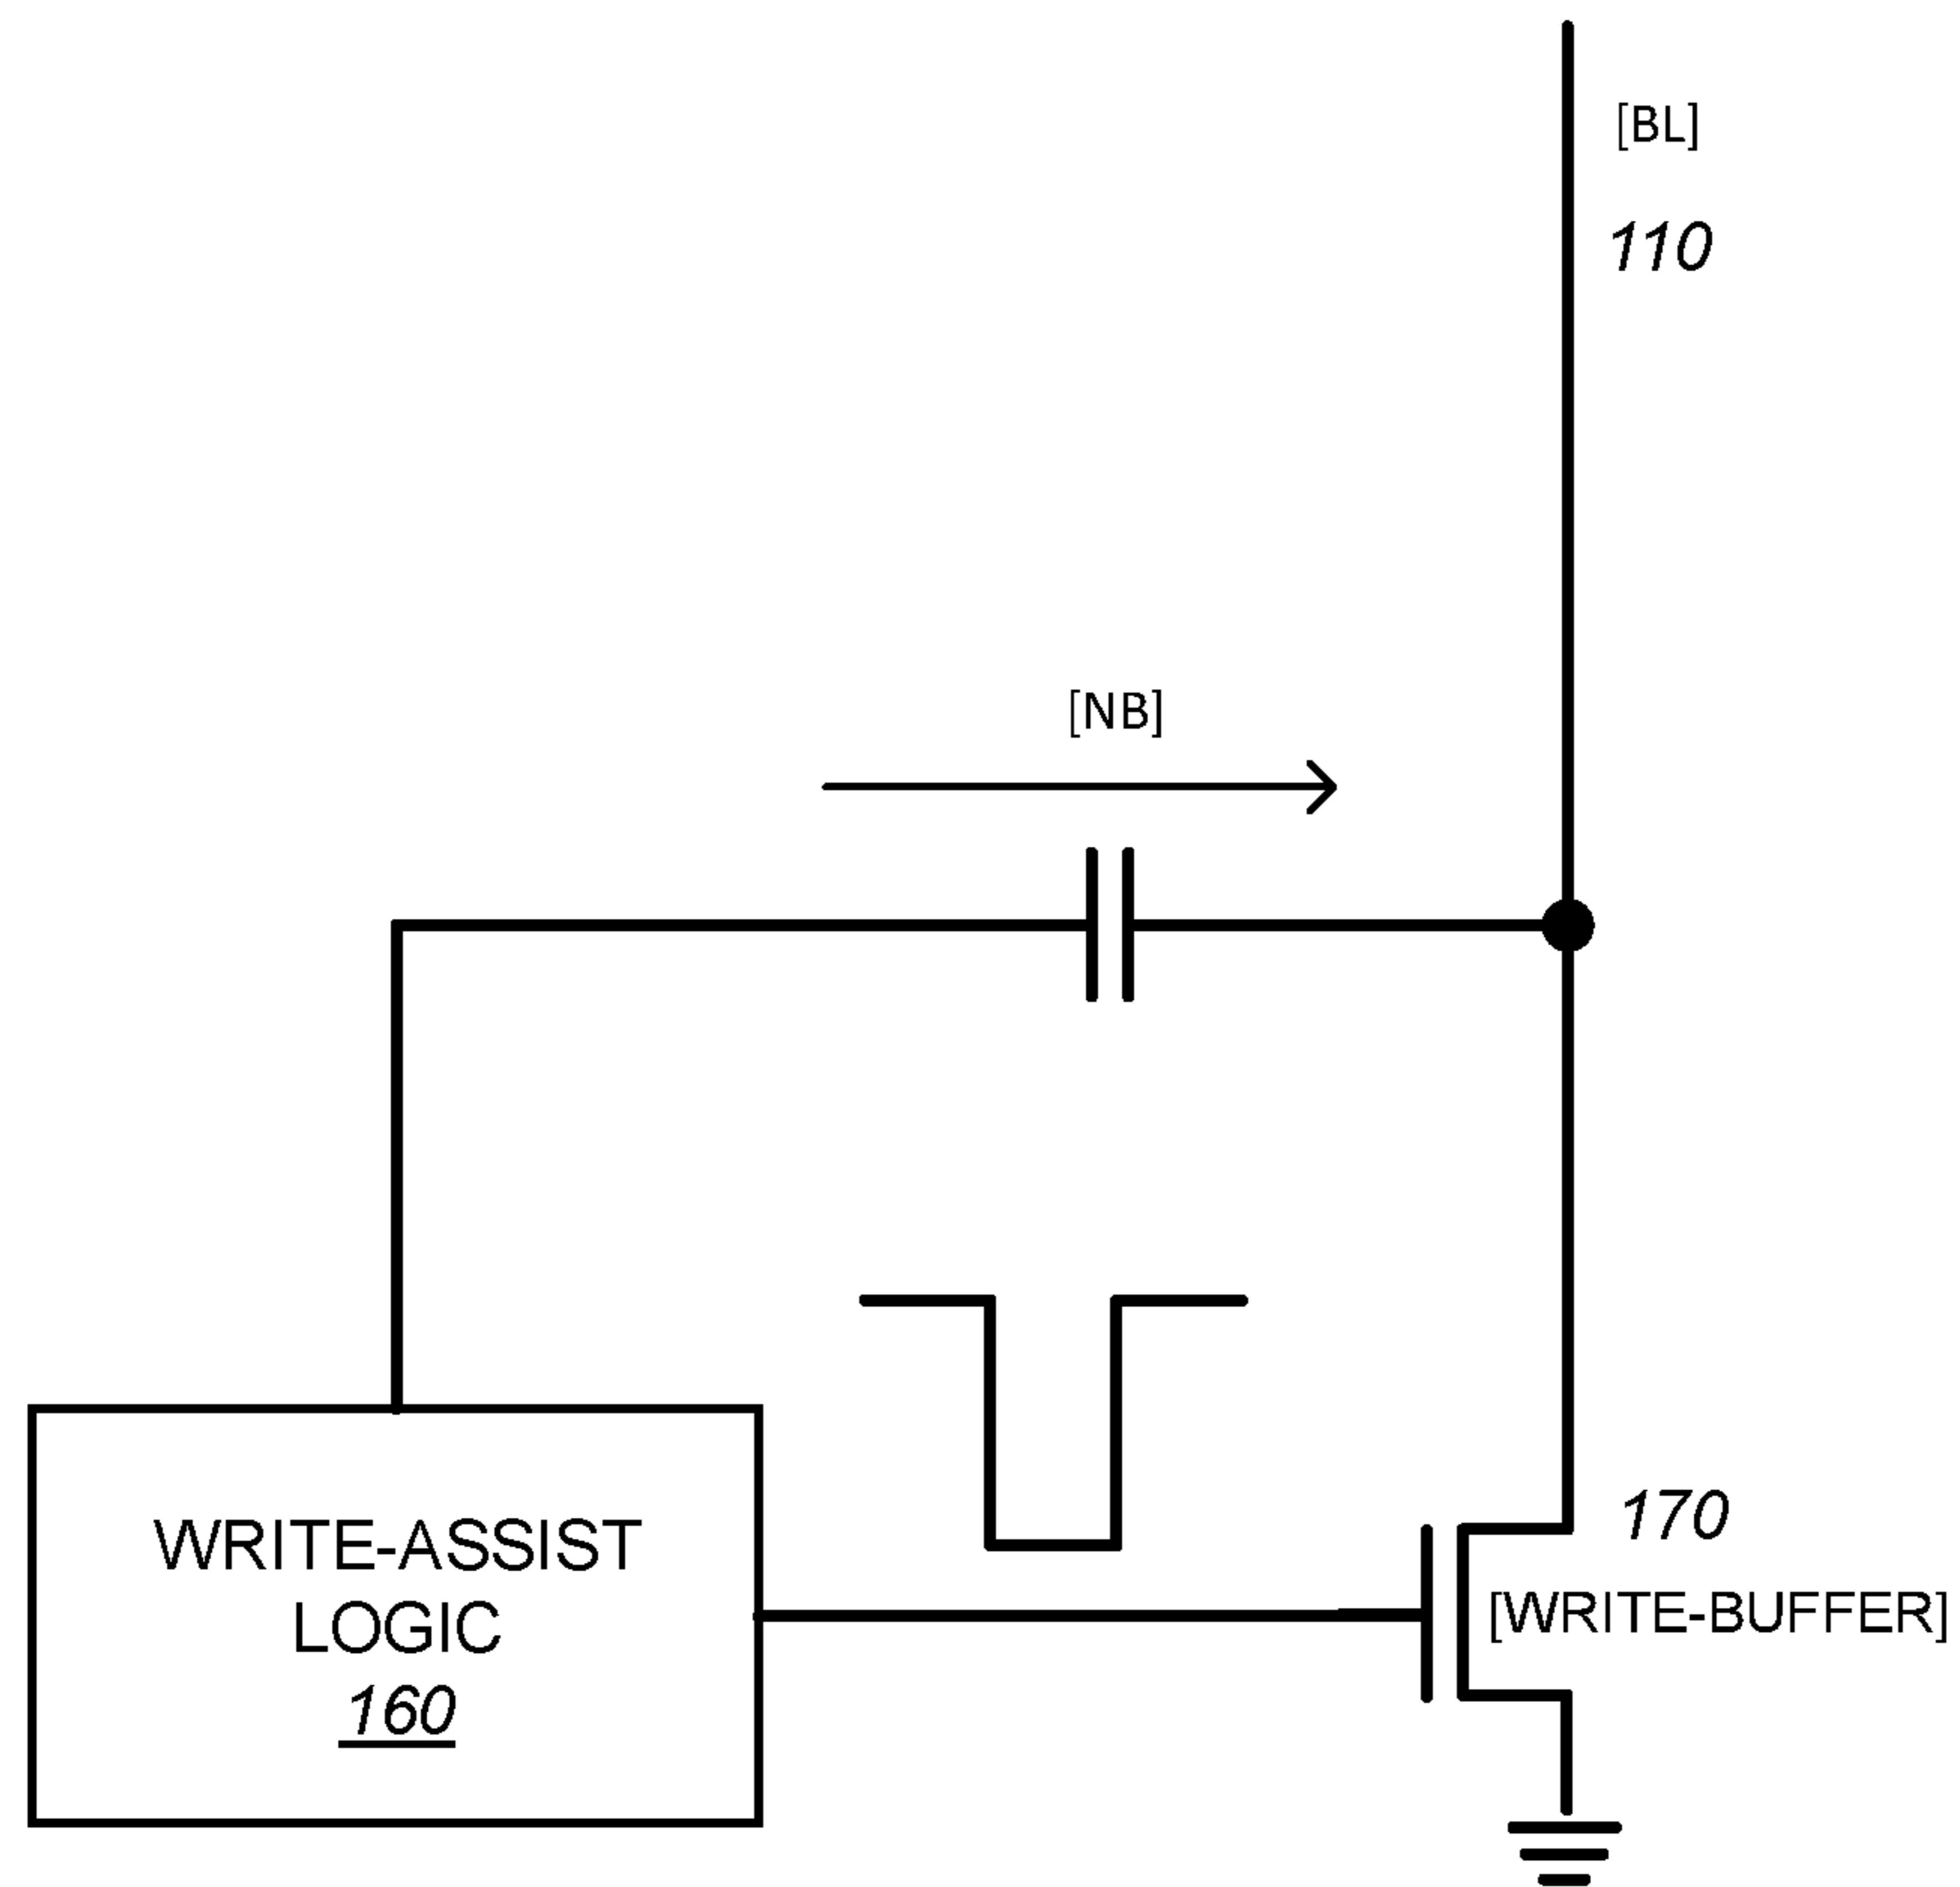 [BL]
110
[NB]
170
WRITE-ASSIST
LOGIC
160
[WRITE-BUFFER]